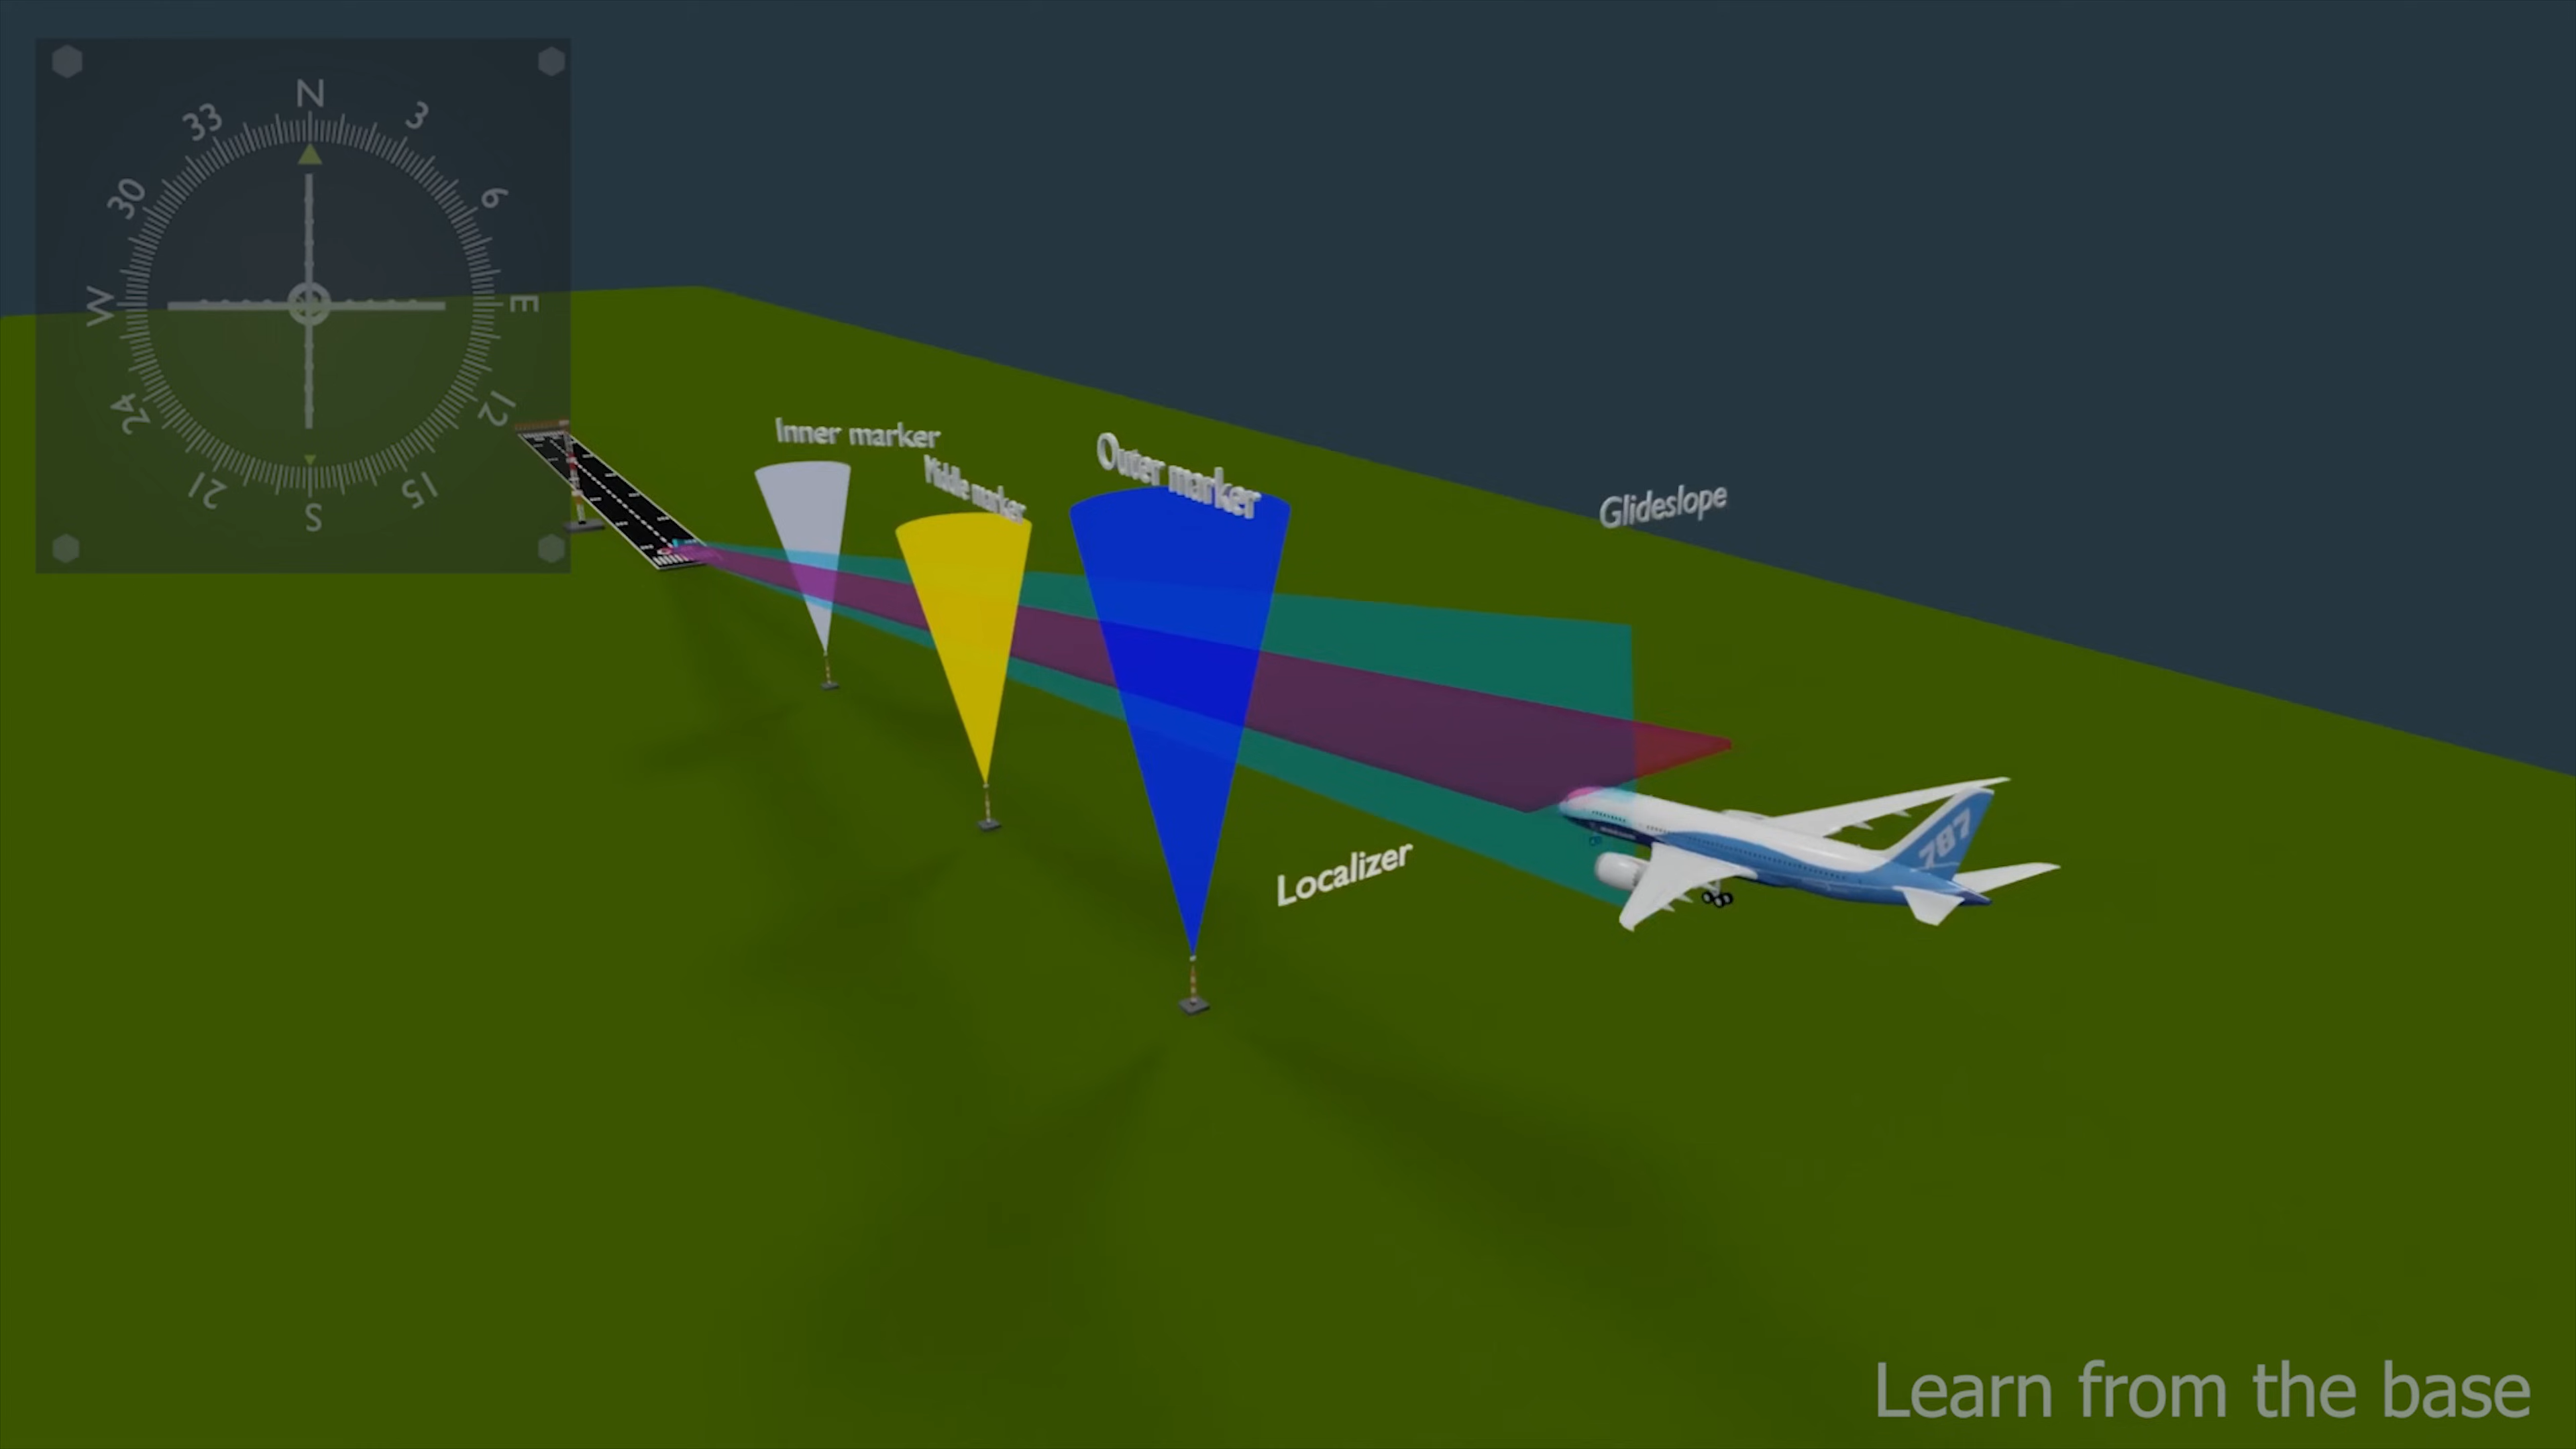 N
33
3
30
6
W
E
24
12
21
15
S
Inner marker
Middle marker
Outer marker
Glideslope
Localizer
787
Learn from the base